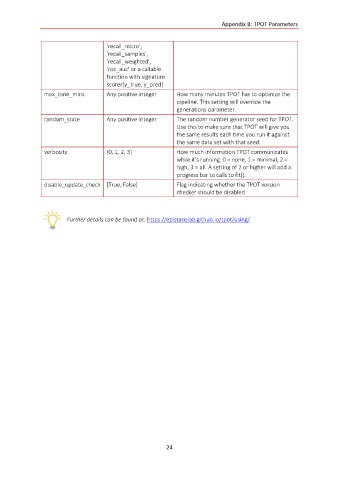 Appendix B: TPOT Parameters
'recall_micro',
'recall_samples',
'recall_weighted',
'roc_auc' or a callable
function with signature
scorer(y_true, y_pred)
max_time_mins Any positive integer How many minutes TPOT has to optimize the
pipeline. This setting will override the
generations parameter.
random_state Any positive integer The random number generator seed for TPOT.
Use this to make sure that TPOT will give you
the same results each time you run it against
the same data set with that seed.
verbosity {0, 1, 2, 3} How much information TPOT communicates
while it's running. 0 = none, 1 = minimal, 2 =
high, 3 = all. A setting of 2 or higher will add a
progress bar to calls to fit().
disable_update_check [True, False] Flag indicating whether the TPOT version
checker should be disabled.
Further details can be found at: https://epistasislab.github.io/tpot/using/
24